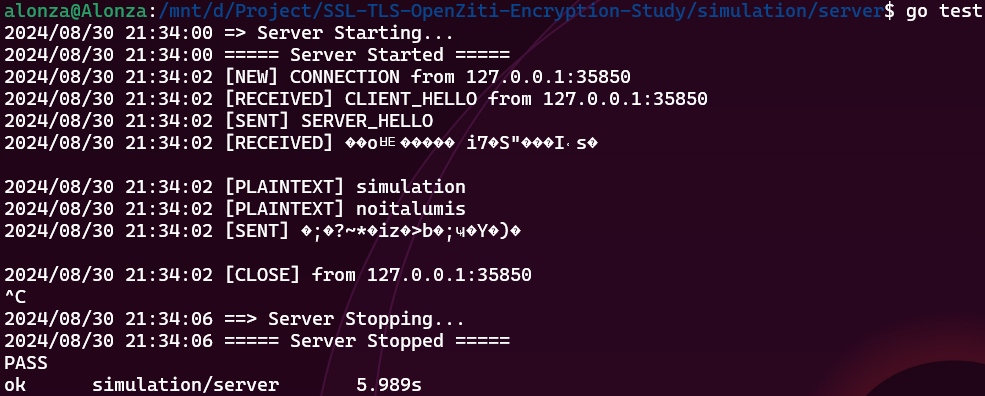 alonza@Alonza:/mnt/d/Project/SSL-TLS-OpenZiti-Encryption-Study/simulation/server$ go test
2024/08/30 21:34:00 => Server Starting...
2024/08/30 21:34:00 ===== Server Started =====
2024/08/30 21:34:02 [NEW] CONNECTION from 127.0.0.1:35850
2024/08/30 21:34:02 [RECEIVED] CLIENT_HELLO from 127.0.0.1:35850
2024/08/30 21:34:02 [SENT] SERVER_HELLO
2024/08/30 21:34:02 [RECEIVED] ��o����� i7�S"���I s�
2024/08/30 21:34:02 [PLAINTEXT] simulation
2024/08/30 21:34:02 [PLAINTEXT] noitalumis
2024/08/30 21:34:02 [SENT] �;�?~*�iz�>b�;ҹ�Y�)�
2024/08/30 21:34:02 [CLOSE] from 127.0.0.1:35850
^C
2024/08/30 21:34:06 ==> Server Stopping...
2024/08/30 21:34:06 ===== Server Stopped =====
PASS
ok simulation/server 5.989s